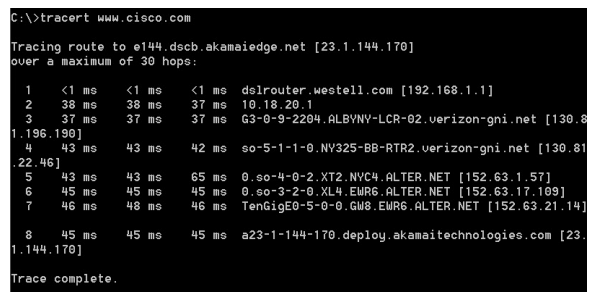 C:\>tracert www.cisco.com
Tracing route to e144.dscb.akamaiedge.net [23.1.144.170]
over a maximum of 30 hops:
1 <1 ms <1 ms <1 ms dslrouter.westell.com [192.168.1.1]
2 38 ms 38 ms 37 ms 10.18.20.1
3 37 ms 37 ms 37 ms G3-0-9-2204.ALBYNY-LCR-02.verizon-gni.net [130.8
1.196.190]
4 43 ms 43 ms 42 ms so-5-1-1-0.NY325-BB-RTR2.verizon-gni.net [130.81
.22.46]
5 43 ms 43 ms 65 ms 0.so-4-0-2.XT2.NYC4.ALTER.NET [152.63.1.57]
6 45 ms 45 ms 45 ms 0.so-3-2-0.XL4.EWR6.ALTER.NET [152.63.17.109]
7 46 ms 48 ms 46 ms TenGigE0-5-0-0.GW8.EWR6.ALTER.NET [152.63.21.14]
8 45 ms 45 ms 45 ms a23-1-144-170.deploy.akamaitechnologies.com [23.
1.144.170]
Trace complete.